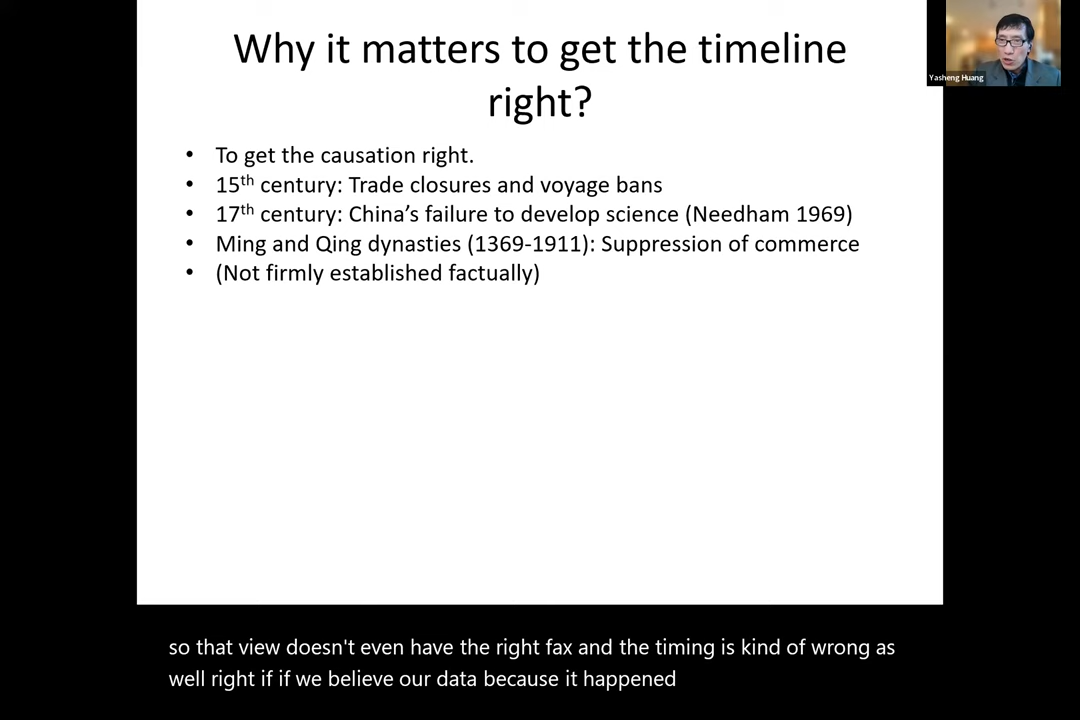 Why it matters to get the timeline
right?
Yasheng Huang
• To get the causation right.
• 15th century: Trade closures and voyage bans
• 17th century: China’s failure to develop science (Needham 1969)
• Ming and Qing dynasties (1369-1911): Suppression of commerce
• (Not firmly established factually)
so that view doesn't even have the right fax and the timing is kind of wrong as
well right if if we believe our data because it happened